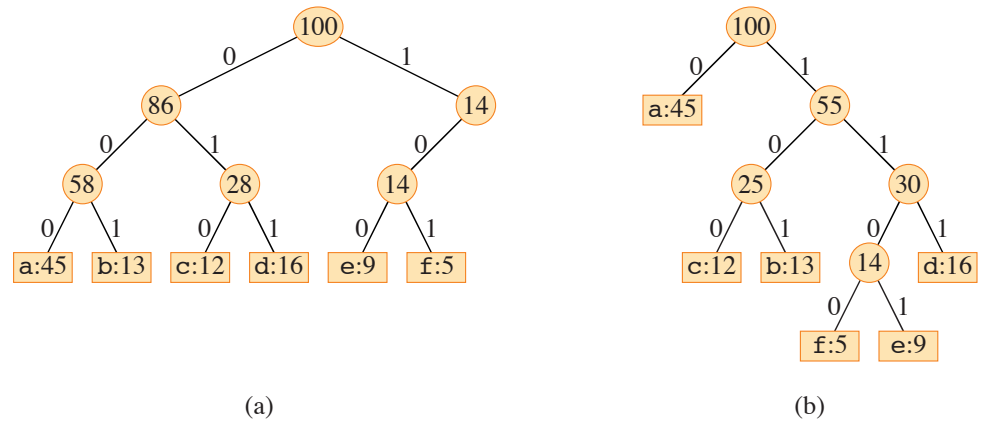 100 100
0 1 0 1
86 14 a:45 55
0 1 0 0 1
58 28 14 25 30
0 1 0 1 0 1 0 1 0 1
a:45 b:13 c:12 d:16 e:9 f:5 c:12 b:13 14 d:16
0 1
f:5 e:9
(a) (b)